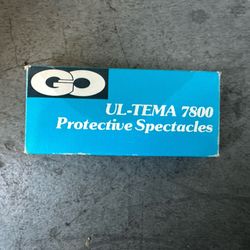 GO
UL-TEMA 7800
Protective Spectacles